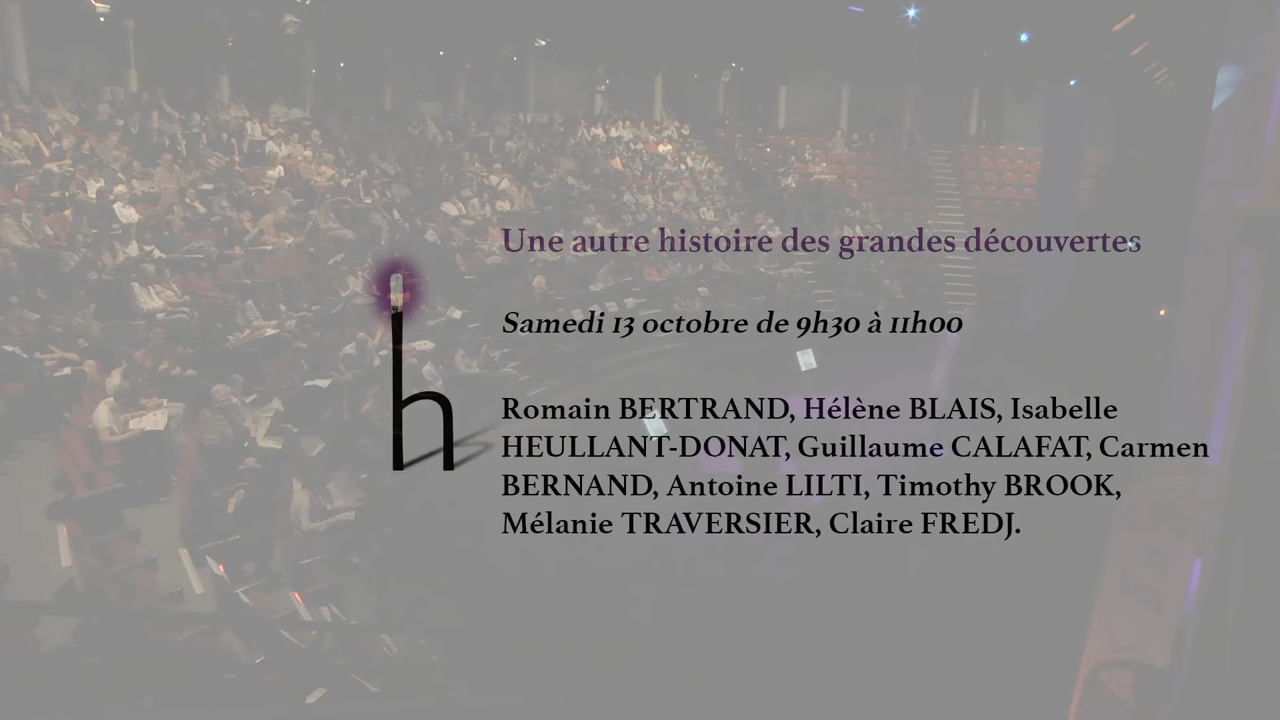 Une autre histoire des grandes découvertes
Samedi 13 octobre de 9h30 à 11h00
h
Romain BERTRAND, Hélène BLAIS, Isabelle
HEULLANT-DONAT, Guillaume CALAFAT, Carmen
BERNAND, Antoine LILTI, Timothy BROOK,
Mélanie TRAVERSIER, Claire FREDJ.